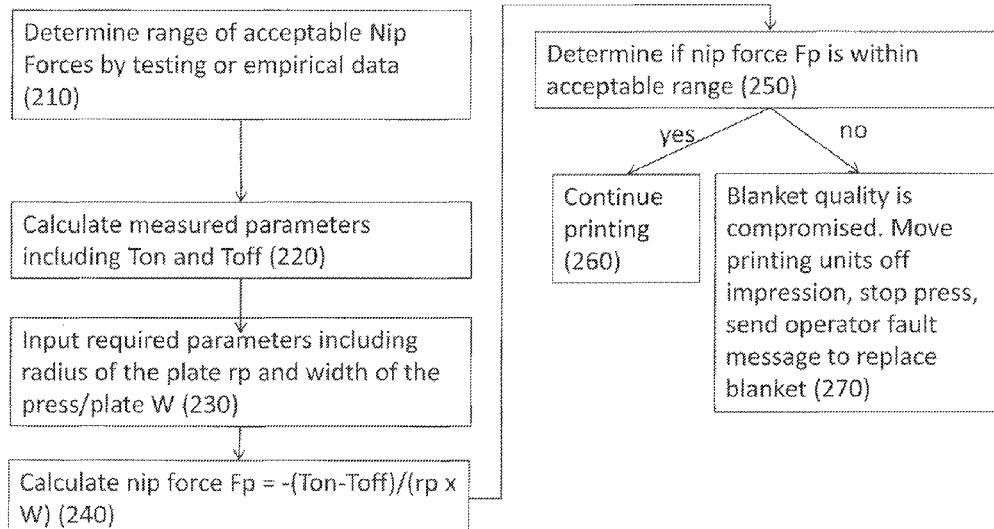 Determine range of acceptable Nip
Forces by testing or empirical data
(210)
Calculate measured parameters
including Ton and Toff (220)
Input required parameters including
radius of the plate rp and width of the
press/plate W (230)
Calculate nip force Fp = -(Ton-Toff)/(rp x
W) (240)
Determine if nip force Fp is within
acceptable range (250)
yes
no
Continue
printing
(260)
Blanket quality is
compromised. Move
printing units off
impression, stop press,
send operator fault
message to replace
blanket (270)